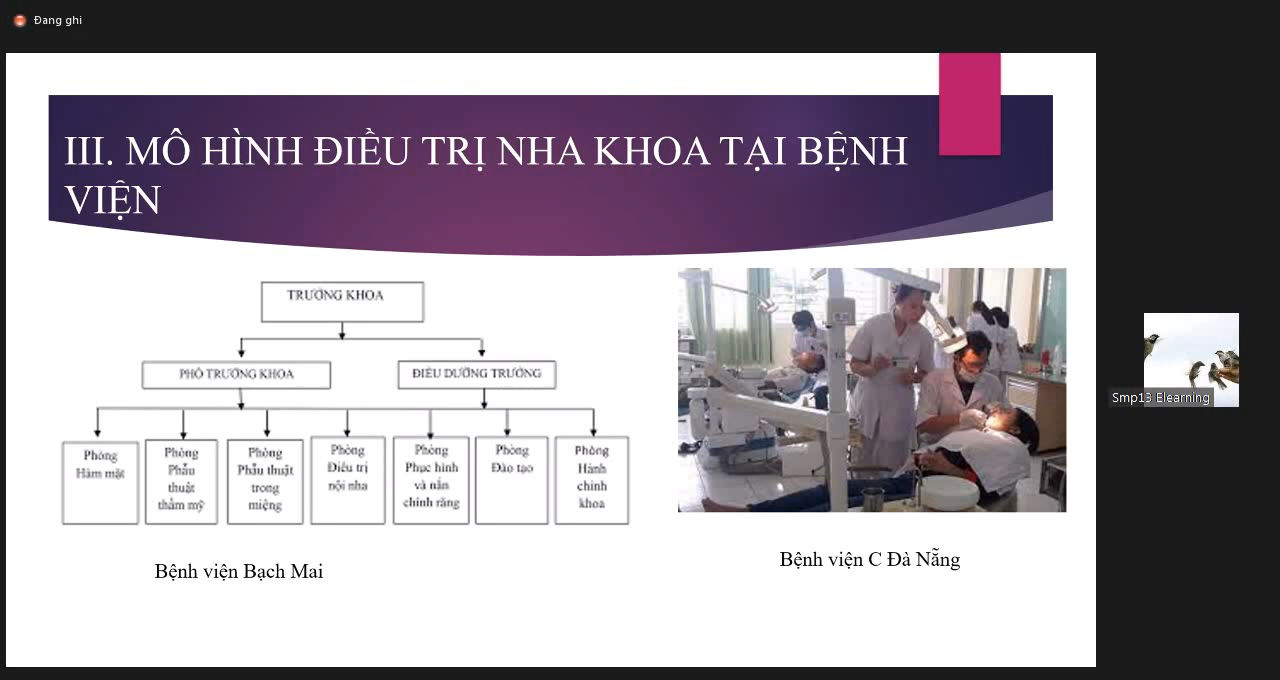 Đang ghi
III. MÔ HÌNH ĐIỀU TRỊ NHA KHOA TẠI BỆNH
VIỆN
TRƯỞNG KHOA
PHÓ TRƯỞNG KHOA
ĐIỀU DƯỠNG TRƯỞNG
Phòng
Hàm mặt
Phòng
Phẫu
thuật
thẩm mỹ
Phòng
Phẫu thuật
trong
miệng
Phòng
Điều trị
nội nha
Phòng
Phục hình
và nắn
chỉnh răng
Phòng
Đào tạo
Phòng
Hành
chính
khoa
Bệnh viện Bạch Mai
Bệnh viện C Đà Nẵng
Smp13 Elearning